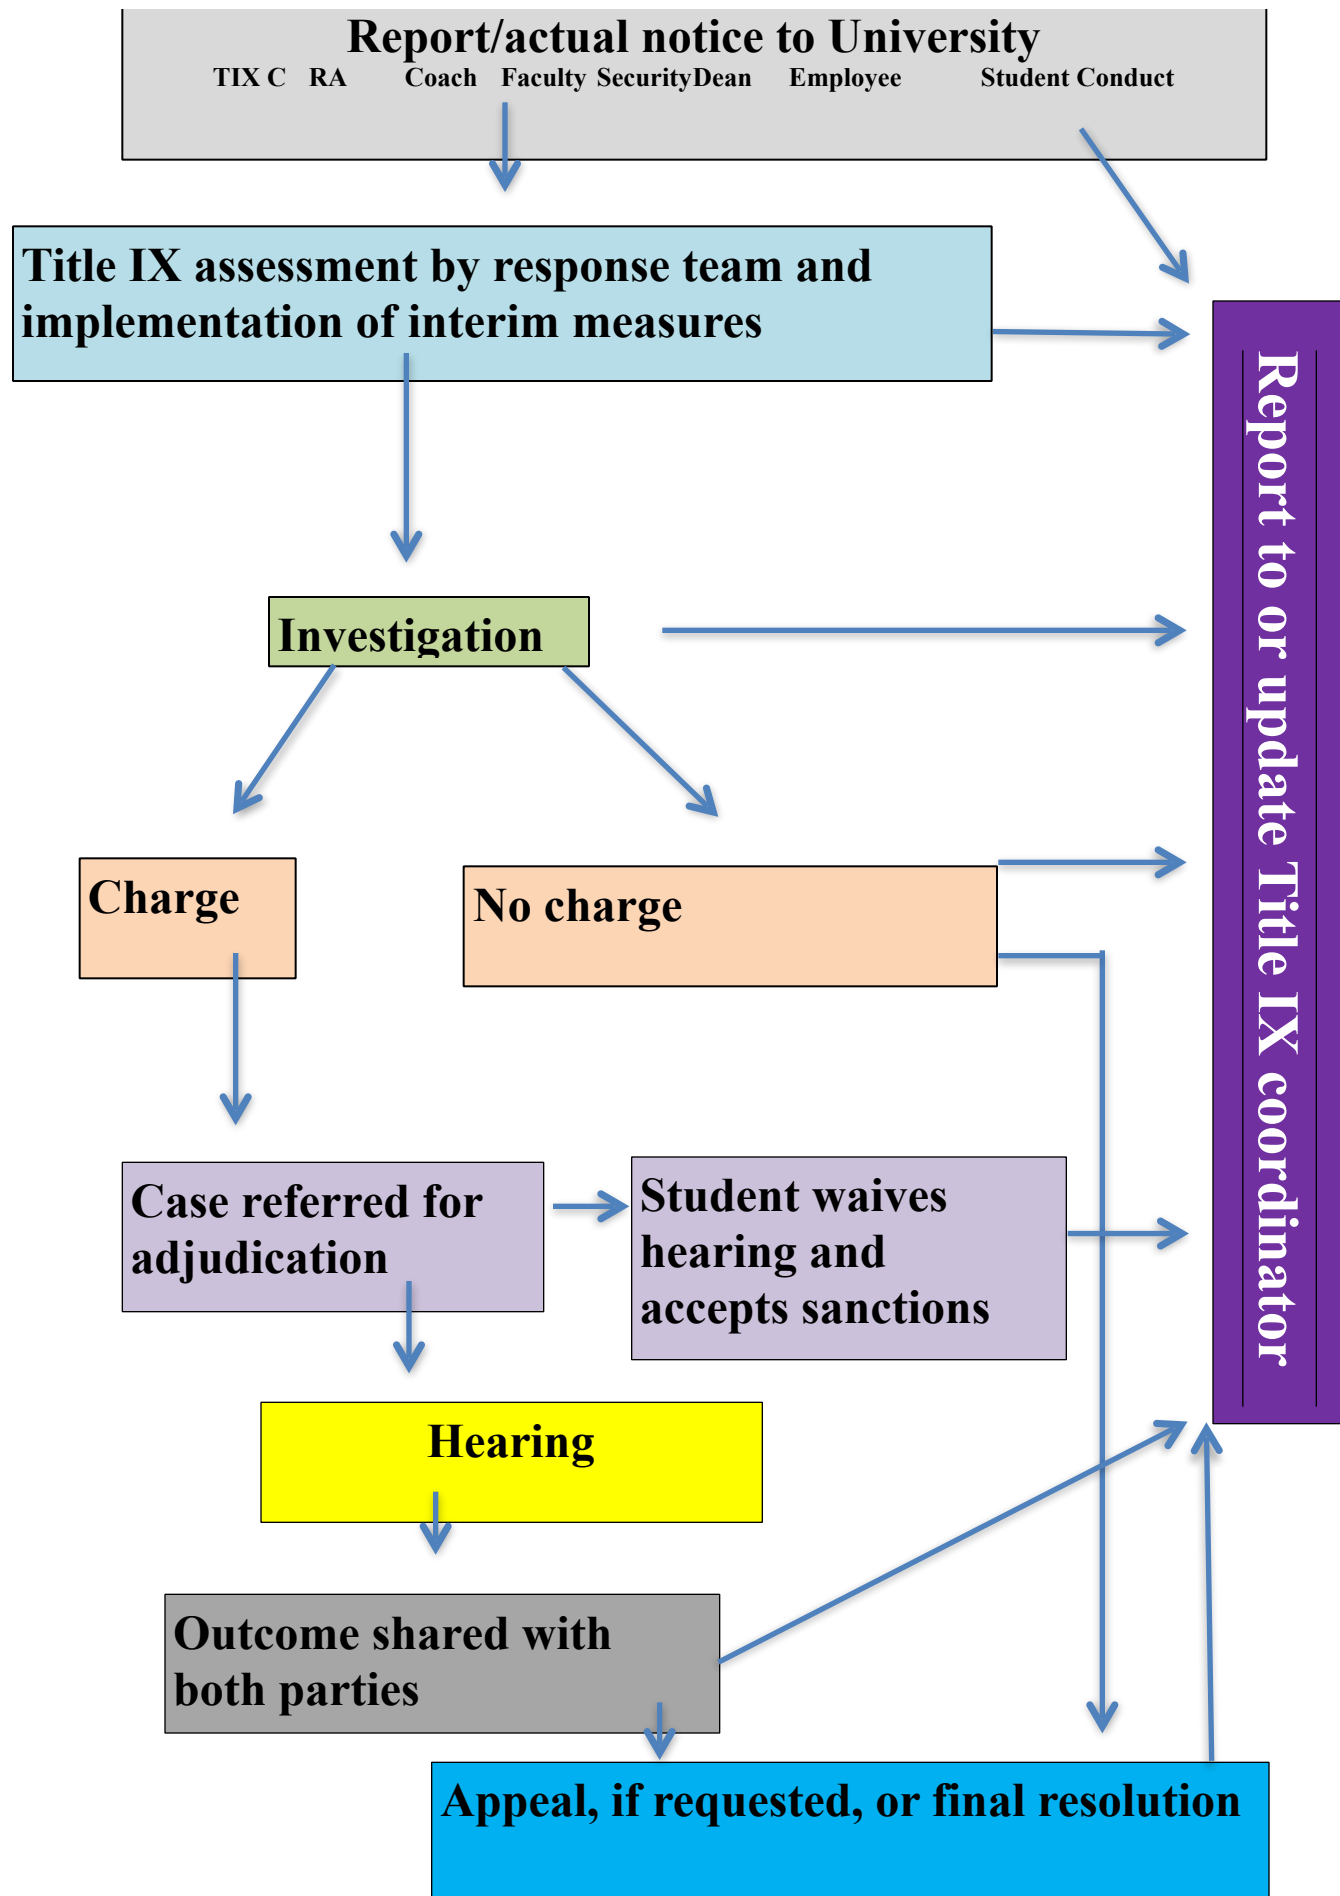 Report/actual notice to University
TIX C RA Coach Faculty Security Dean Employee Student Conduct
Title IX assessment by response team and
implementation of interim measures
Report to or update Title IX coordinator
Investigation
Charge
No charge
Case referred for
adjudication
Student waives
hearing and
accepts sanctions
Hearing
Outcome shared with
both parties
Appeal, if requested, or final resolution